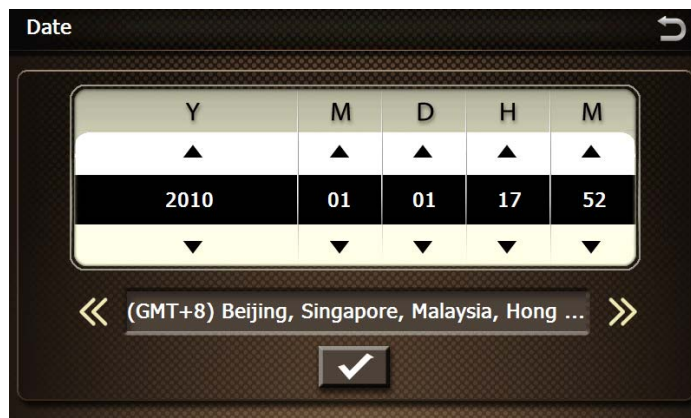 Date
Y M D H M
2010 01 01 17 52
(GMT+8) Beijing, Singapore, Malaysia, Hong ...